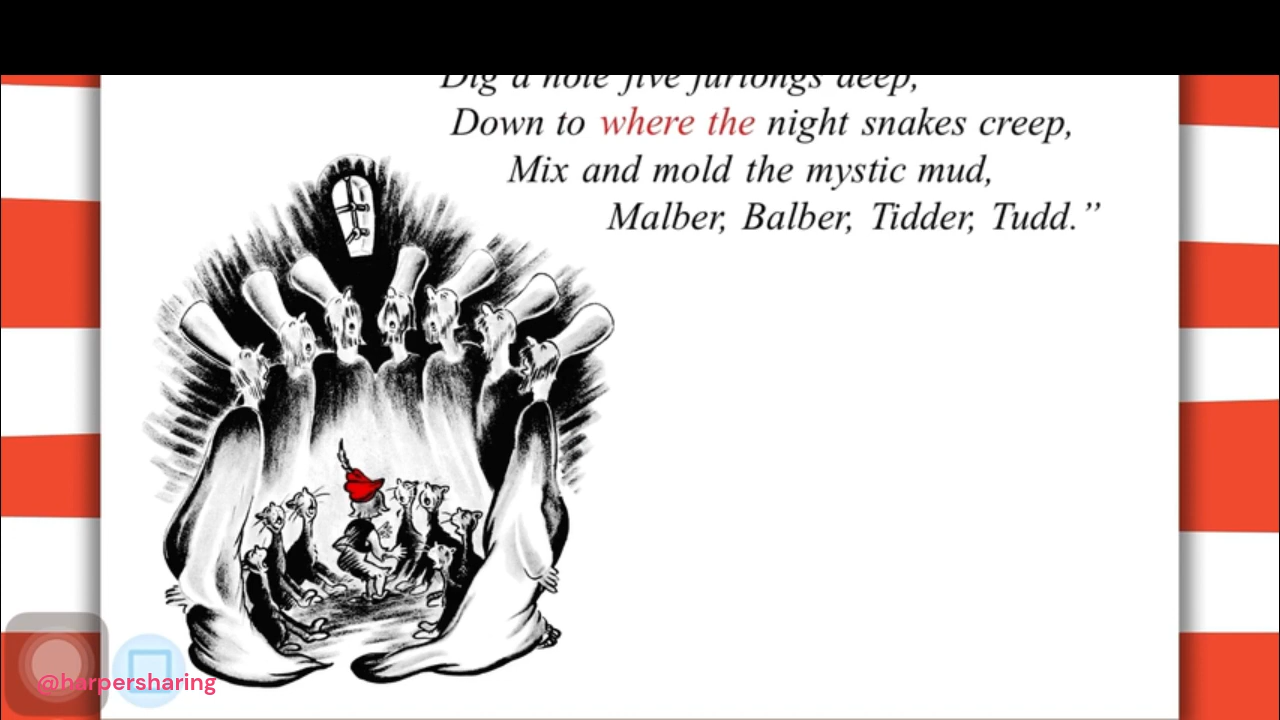 Dig a hole five furlongs deep,
Down to where the night snakes creep,
Mix and mold the mystic mud,
Malber, Balber, Tidder, Tudd.”
@harpersharing